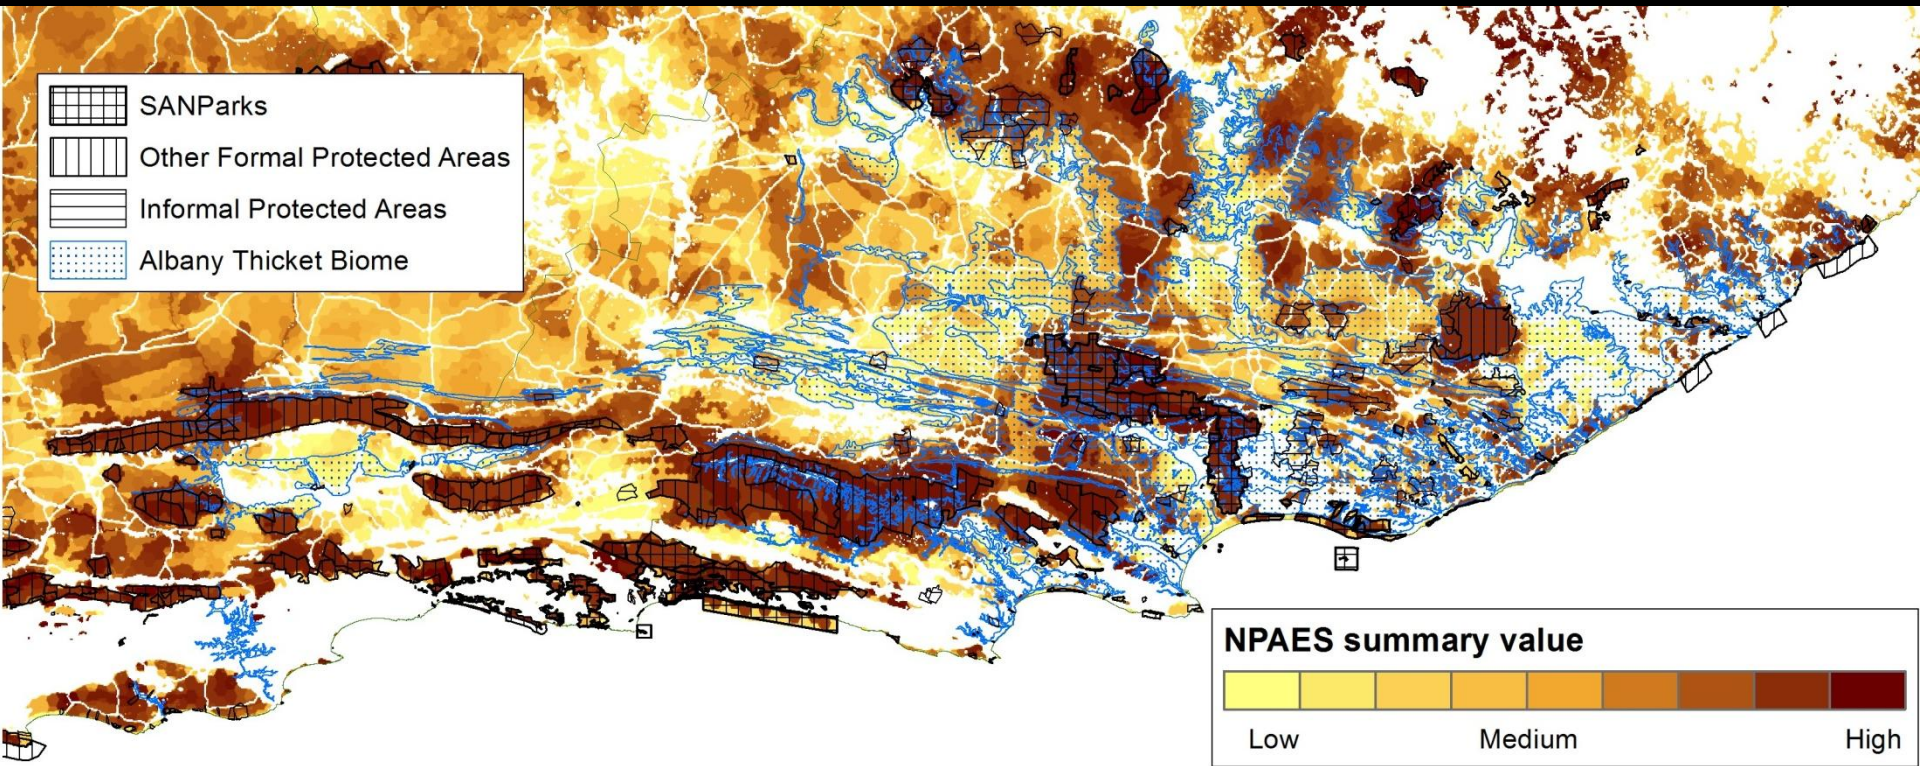 SANParks
Other Formal Protected Areas
Informal Protected Areas
Albany Thicket Biome
NPAES summary value
Low Medium High